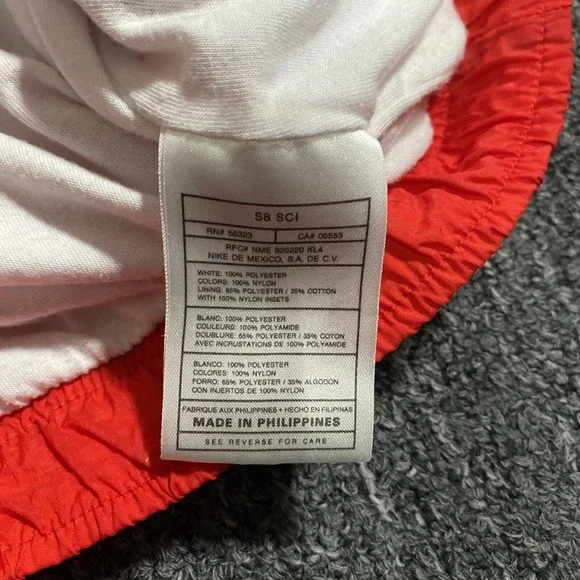 S8 SCI
RN# 56323 CA# 05553
RFC# NME 920220 KL4
NIKE DE MEXICO, S.A. DE C.V.
WHITE: 100% POLYESTER
COLORS: 100% NYLON
LINING: 65% POLYESTER / 35% COTTON
WITH 100% NYLON INSETS
BLANC: 100% POLYESTER
COULEURS: 100% POLYAMIDE
DOUBLURE: 65% POLYESTER / 35% COTON
AVEC INCRUSTATIONS DE 100% POLYAMIDE
BLANCO: 100% POLYESTER
COLORES: 100% NYLON
FORRO: 65% POLYESTER / 35% ALGODON
CON INJERTOS DE 100% NYLON
FABRIQUE AUX PHILIPPINES • HECHO EN FILIPINAS
MADE IN PHILIPPINES
SEE REVERSE FOR CARE